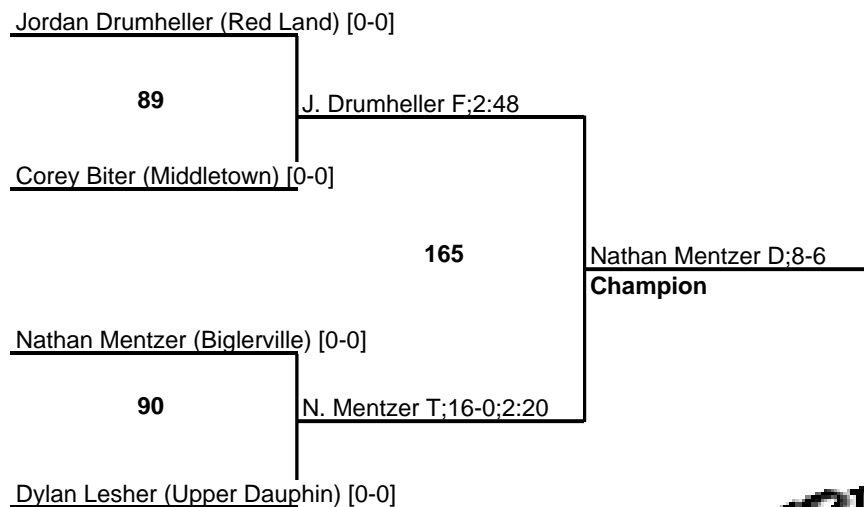 Jordan Drumheller (Red Land) [0-0]
89
J. Drumheller F;2:48
Corey Biter (Middletown) [0-0]
165
Nathan Mentzer D;8-6
Champion
Nathan Mentzer (Biglerville) [0-0]
90
N. Mentzer T;16-0;2:20
Dylan Lesher (Upper Dauphin) [0-0]